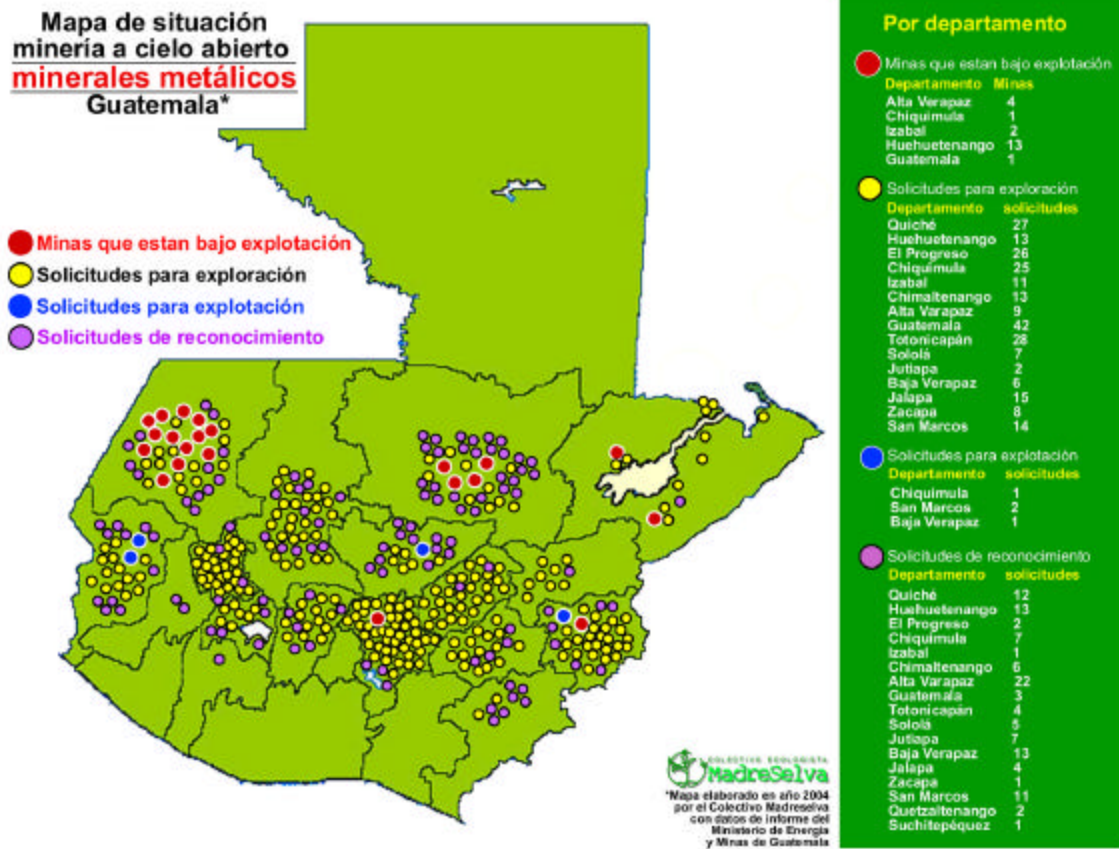 Mapa de situación
minería a cielo abierto
minerales metálicos
Guatemala*
Minas que estan bajo explotación
Solicitudes para exploración
Solicitudes para explotación
Solicitudes de reconocimiento
COLECTIVO ECOLOGISTA
MadreSelva
*Mapa elaborado en año 2004
por el Colectivo Madreselva
con datos de informe del
Ministerio de Energía
y Minas de Guatemala
Por departamento
Minas que estan bajo explotación
Departamento Minas
Alta Verapaz 4
Chiquimula 1
Izabal 2
Huehuetenango 13
Guatemala 1
Solicitudes para exploración
Departamento solicitudes
Quiché 27
Huehuetenango 13
El Progreso 26
Chiquimula 25
Izabal 11
Chimaltenango 13
Alta Varapaz 9
Guatemala 42
Totonicapán 28
Sololá 7
Jutiapa 2
Baja Verapaz 6
Jalapa 15
Zacapa 8
San Marcos 14
Solicitudes para explotación
Departamento solicitudes
Chiquimula 1
San Marcos 2
Baja Verapaz 1
Solicitudes de reconocimiento
Departamento solicitudes
Quiché 12
Huehuetenango 13
El Progreso 2
Chiquimula 7
Izabal 1
Chimaltenango 6
Alta Varapaz 22
Guatemala 3
Totonicapán 4
Sololá 5
Jutiapa 7
Baja Verapaz 13
Jalapa 4
Zacapa 1
San Marcos 11
Quetzaltenango 2
Suchitepéquez 1